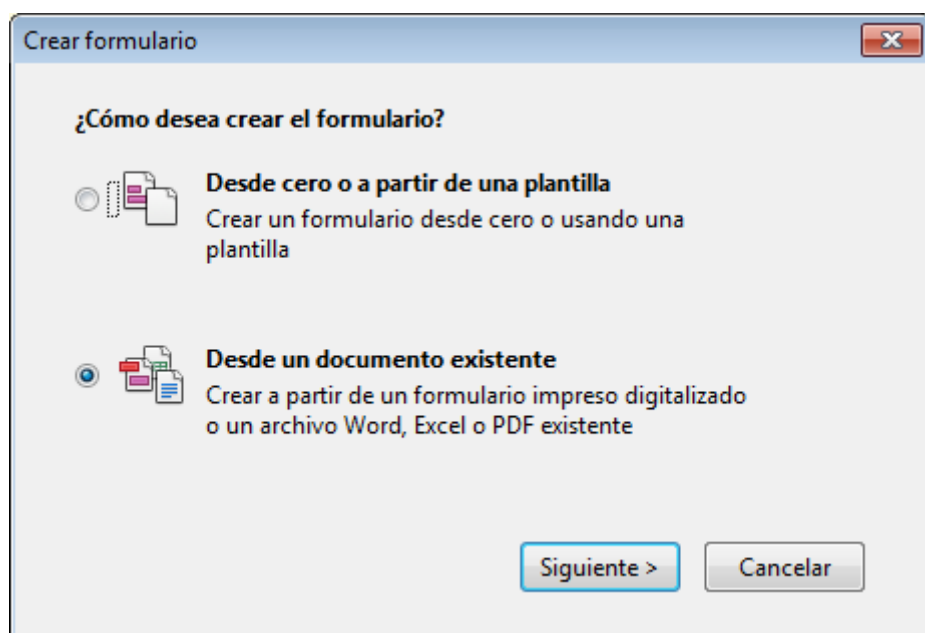 Crear formulario
¿Cómo desea crear el formulario?
Desde cero o a partir de una plantilla
Crear un formulario desde cero o usando una
plantilla
Desde un documento existente
Crear a partir de un formulario impreso digitalizado
o un archivo Word, Excel o PDF existente
Siguiente >
Cancelar